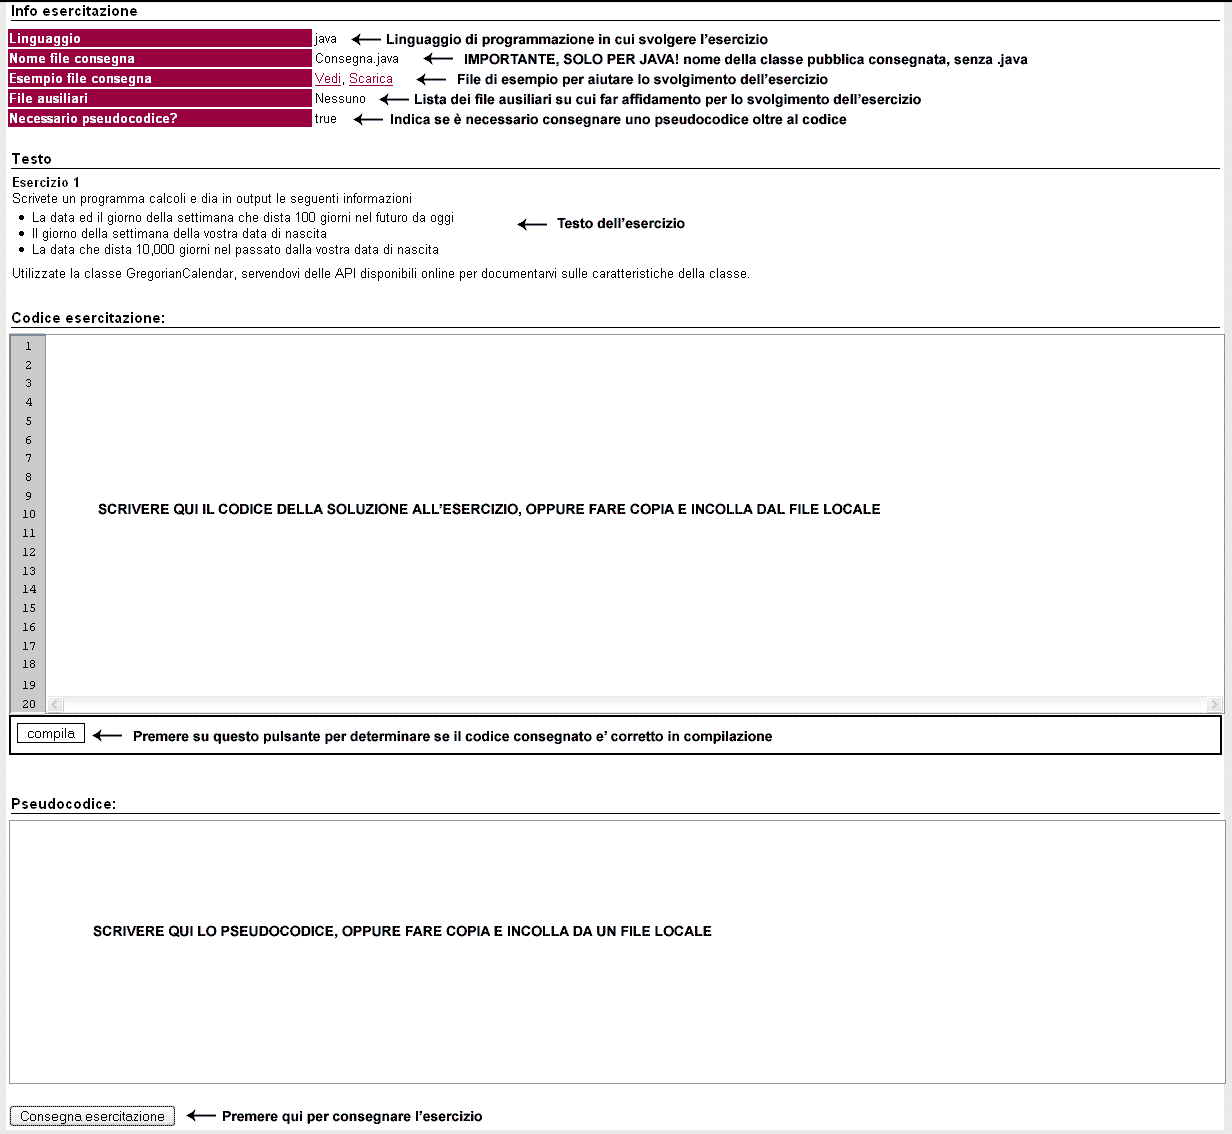 Info esercitazione
Linguaggio java Linguaggio di programmazione in cui svolgere l'esercizio
Nome file consegna Consegna.java IMPORTANTE, SOLO PER JAVA! nome della classe pubblica consegnata, senza .java
Esempio file consegna Vedi, Scarica File di esempio per aiutare lo svolgimento dell'esercizio
File ausiliari Nessuno Lista dei file ausiliari su cui far affidamento per lo svolgimento dell'esercizio
Necessario pseudocodice? true Indica se è necessario consegnare uno pseudocodice oltre al codice
Testo
Esercizio 1
Scrivete un programma calcoli e dia in output le seguenti informazioni
• La data ed il giorno della settimana che dista 100 giorni nel futuro da oggi
Testo dell'esercizio
• Il giorno della settimana della vostra data di nascita
• La data che dista 10,000 giorni nel passato dalla vostra data di nascita
Utilizzate la classe GregorianCalendar, servendovi delle API disponibili online per documentarvi sulle caratteristiche della classe.
Codice esercitazione:
1
2
3
4
5
6
7
8
9
SCRIVERE QUI IL CODICE DELLA SOLUZIONE ALL'ESERCIZIO, OPPURE FARE COPIA E INCOLLA DAL FILE LOCALE
10
11
12
13
14
15
16
17
18
19
20
compila Premere su questo pulsante per determinare se il codice consegnato e' corretto in compilazione
Pseudocodice:
SCRIVERE QUI LO PSEUDOCODICE, OPPURE FARE COPIA E INCOLLA DA UN FILE LOCALE
Consegna esercitazione Premere qui per consegnare l'esercizio